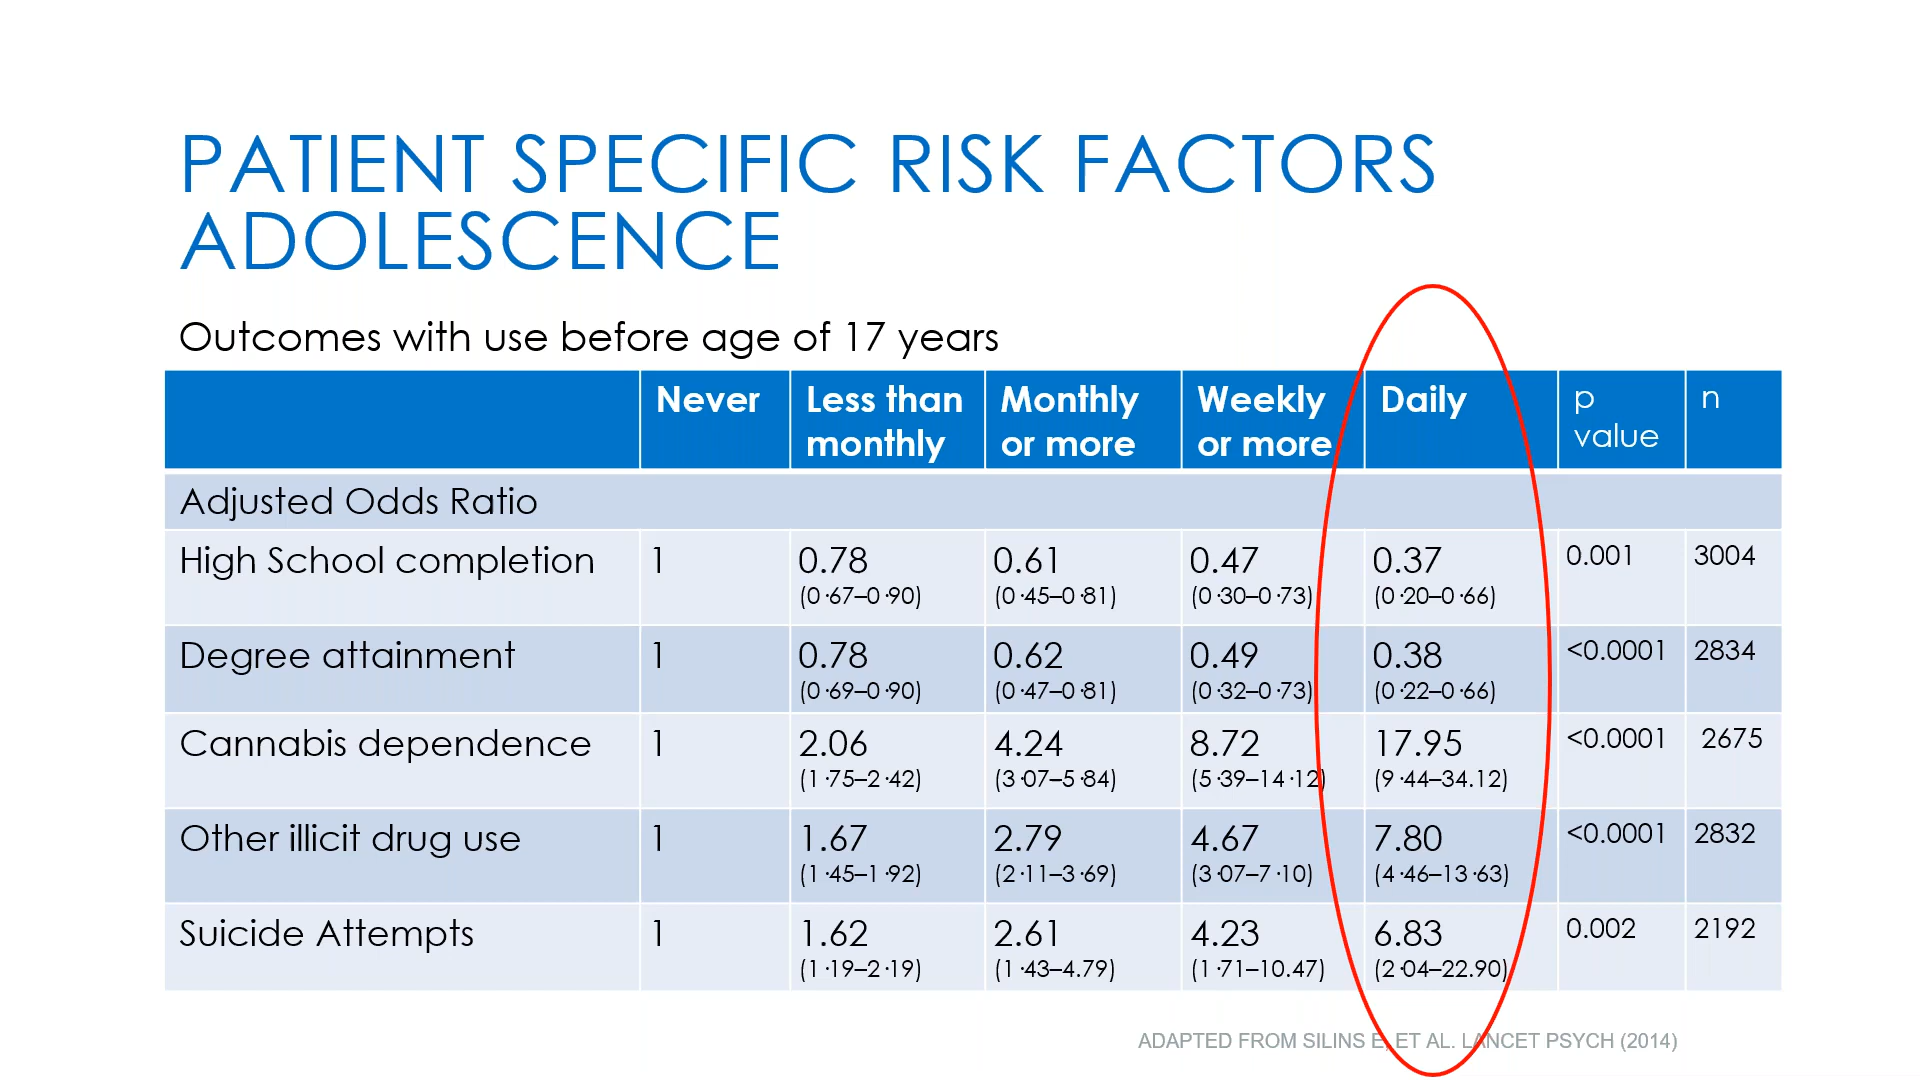 PATIENT SPECIFIC RISK FACTORS
ADOLESCENCE
Outcomes with use before age of 17 years
Never Less than monthly Monthly or more Weekly or more Daily p value n
Adjusted Odds Ratio
High School completion 1 0.78 0.61 0.47 0.37 0.001 3004
(0·67–0·90) (0·45–0·81) (0·30–0·73) (0·20–0·66)
Degree attainment 1 0.78 0.62 0.49 0.38 <0.0001 2834
(0·69–0·90) (0·47–0·81) (0·32–0·73) (0·22–0·66)
Cannabis dependence 1 2.06 4.24 8.72 17.95 <0.0001 2675
(1·75–2·42) (3·07–5·84) (5·39–14·12) (9·44–34.12)
Other illicit drug use 1 1.67 2.79 4.67 7.80 <0.0001 2832
(1·45–1·92) (2·11–3·69) (3·07–7·10) (4·46–13·63)
Suicide Attempts 1 1.62 2.61 4.23 6.83 0.002 2192
(1·19–2·19) (1·43–4.79) (1·71–10.47) (2·04–22.90)
ADAPTED FROM SILINS E, ET AL. LANCET PSYCH (2014)